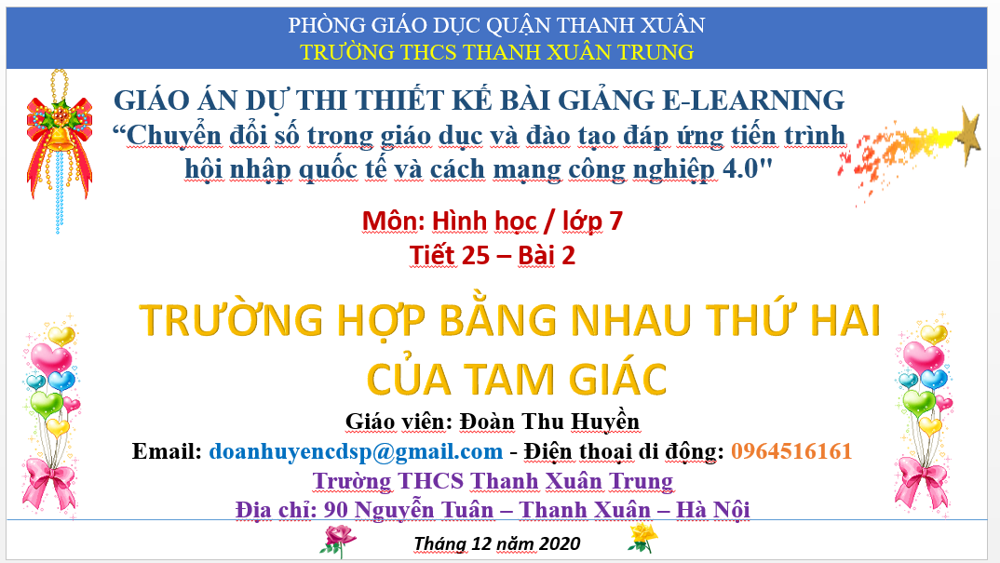 PHÒNG GIÁO DỤC QUẬN THANH XUÂN
TRƯỜNG THCS THANH XUÂN TRUNG
GIÁO ÁN DỰ THI THIẾT KẾ BÀI GIẢNG E-LEARNING
“Chuyển đổi số trong giáo dục và đào tạo đáp ứng tiến trình
hội nhập quốc tế và cách mạng công nghiệp 4.0"
Môn: Hình học / lớp 7
Tiết 25 – Bài 2
TRƯỜNG HỢP BẰNG NHAU THỨ HAI
CỦA TAM GIÁC
Giáo viên: Đoàn Thu Huyền
Email: doanhuyencdsp@gmail.com - Điện thoại di động: 0964516161
Trường THCS Thanh Xuân Trung
Địa chỉ: 90 Nguyễn Tuân – Thanh Xuân – Hà Nội
Tháng 12 năm 2020